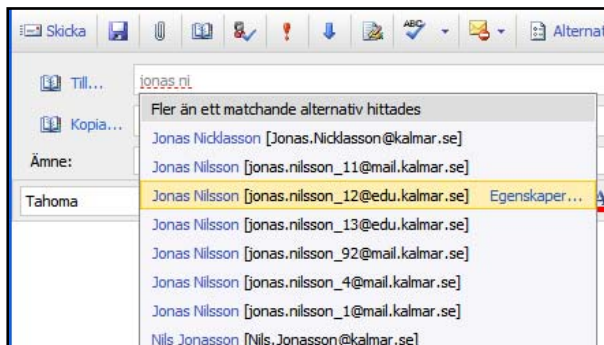 Skicka ABC Alternat
Till... jonas ni
Fler än ett matchande alternativ hittades
Kopia...
Jonas Nicklasson [Jonas.Nicklasson@kalmar.se]
Ämne:
Jonas Nilsson [jonas.nilsson_11@mail.kalmar.se]
Tahoma
Jonas Nilsson [jonas.nilsson_12@edu.kalmar.se] Egenskaper...
Jonas Nilsson [jonas.nilsson_13@edu.kalmar.se]
Jonas Nilsson [jonas.nilsson_92@mail.kalmar.se]
Jonas Nilsson [jonas.nilsson_4@mail.kalmar.se]
Jonas Nilsson [jonas.nilsson_1@mail.kalmar.se]
Nils Jonasson [Nils.Jonasson@kalmar.se]